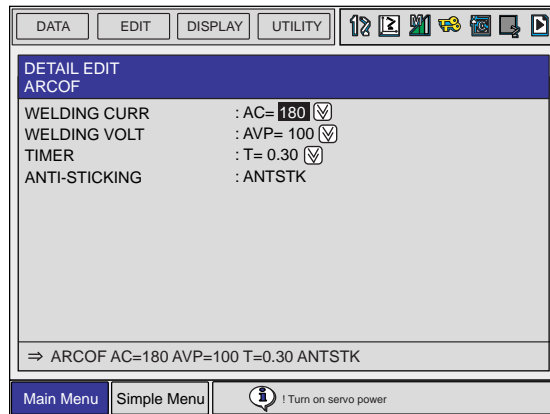 DATA EDIT DISPLAY UTILITY
DETAIL EDIT
ARCOF
WELDING CURR : AC= 180
WELDING VOLT : AVP= 100
TIMER : T= 0.30
ANTI-STICKING : ANTSTK
⇒ ARCOF AC=180 AVP=100 T=0.30 ANTSTK
Main Menu Simple Menu ! Turn on servo power